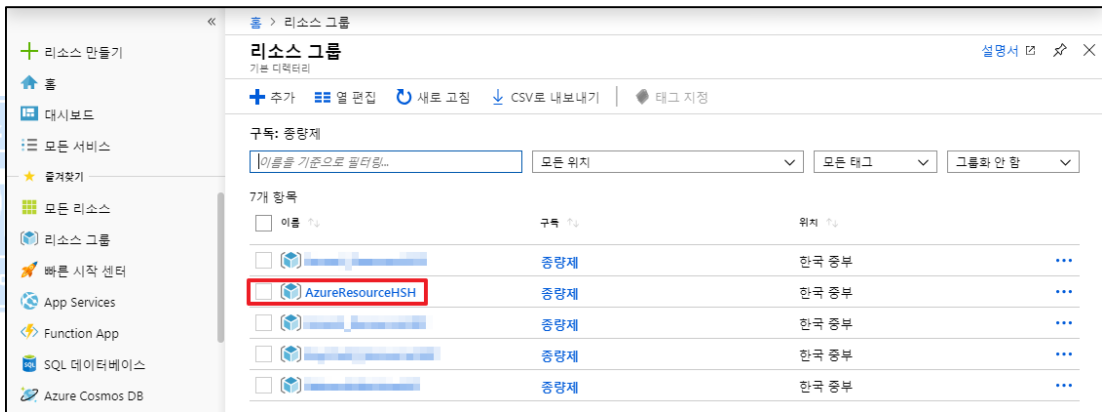 «
홈 > 리소스 그룹
리소스 만들기
홈
대시보드
모든 서비스
즐겨찾기
모든 리소스
리소스 그룹
빠른 시작 센터
App Services
Function App
SQL 데이터베이스
Azure Cosmos DB
리소스 그룹
기본 디렉터리
설명서
추가 열 편집 새로 고침 CSV로 내보내기 태그 지정
구독: 종량제
이름을 기준으로 필터링... 모든 위치 모든 태그 그룹화 안 함
7개 항목
이름 구독 위치
종량제 한국 중부
AzureResourceHSH 종량제 한국 중부
종량제 한국 중부
종량제 한국 중부
종량제 한국 중부